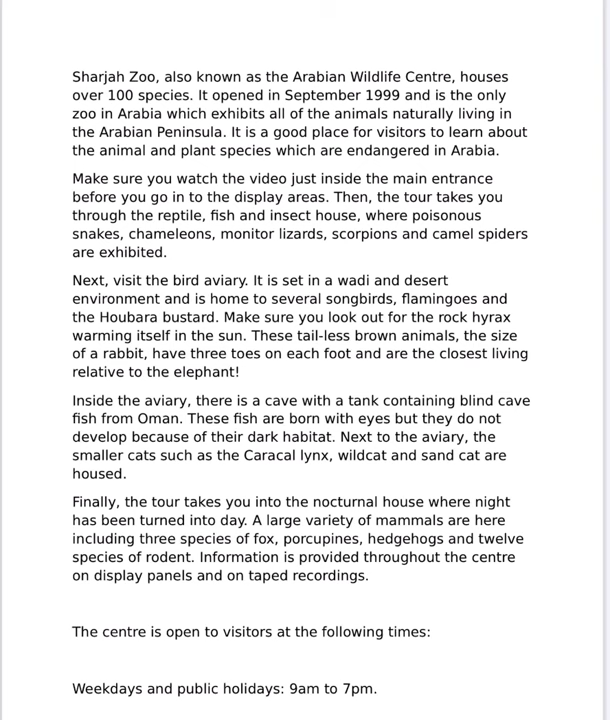 Sharjah Zoo, also known as the Arabian Wildlife Centre, houses
over 100 species. It opened in September 1999 and is the only
zoo in Arabia which exhibits all of the animals naturally living in
the Arabian Peninsula. It is a good place for visitors to learn about
the animal and plant species which are endangered in Arabia.
Make sure you watch the video just inside the main entrance
before you go in to the display areas. Then, the tour takes you
through the reptile, fish and insect house, where poisonous
snakes, chameleons, monitor lizards, scorpions and camel spiders
are exhibited.
Next, visit the bird aviary. It is set in a wadi and desert
environment and is home to several songbirds, flamingoes and
the Houbara bustard. Make sure you look out for the rock hyrax
warming itself in the sun. These tail-less brown animals, the size
of a rabbit, have three toes on each foot and are the closest living
relative to the elephant!
Inside the aviary, there is a cave with a tank containing blind cave
fish from Oman. These fish are born with eyes but they do not
develop because of their dark habitat. Next to the aviary, the
smaller cats such as the Caracal lynx, wildcat and sand cat are
housed.
Finally, the tour takes you into the nocturnal house where night
has been turned into day. A large variety of mammals are here
including three species of fox, porcupines, hedgehogs and twelve
species of rodent. Information is provided throughout the centre
on display panels and on taped recordings.
The centre is open to visitors at the following times:
Weekdays and public holidays: 9am to 7pm.